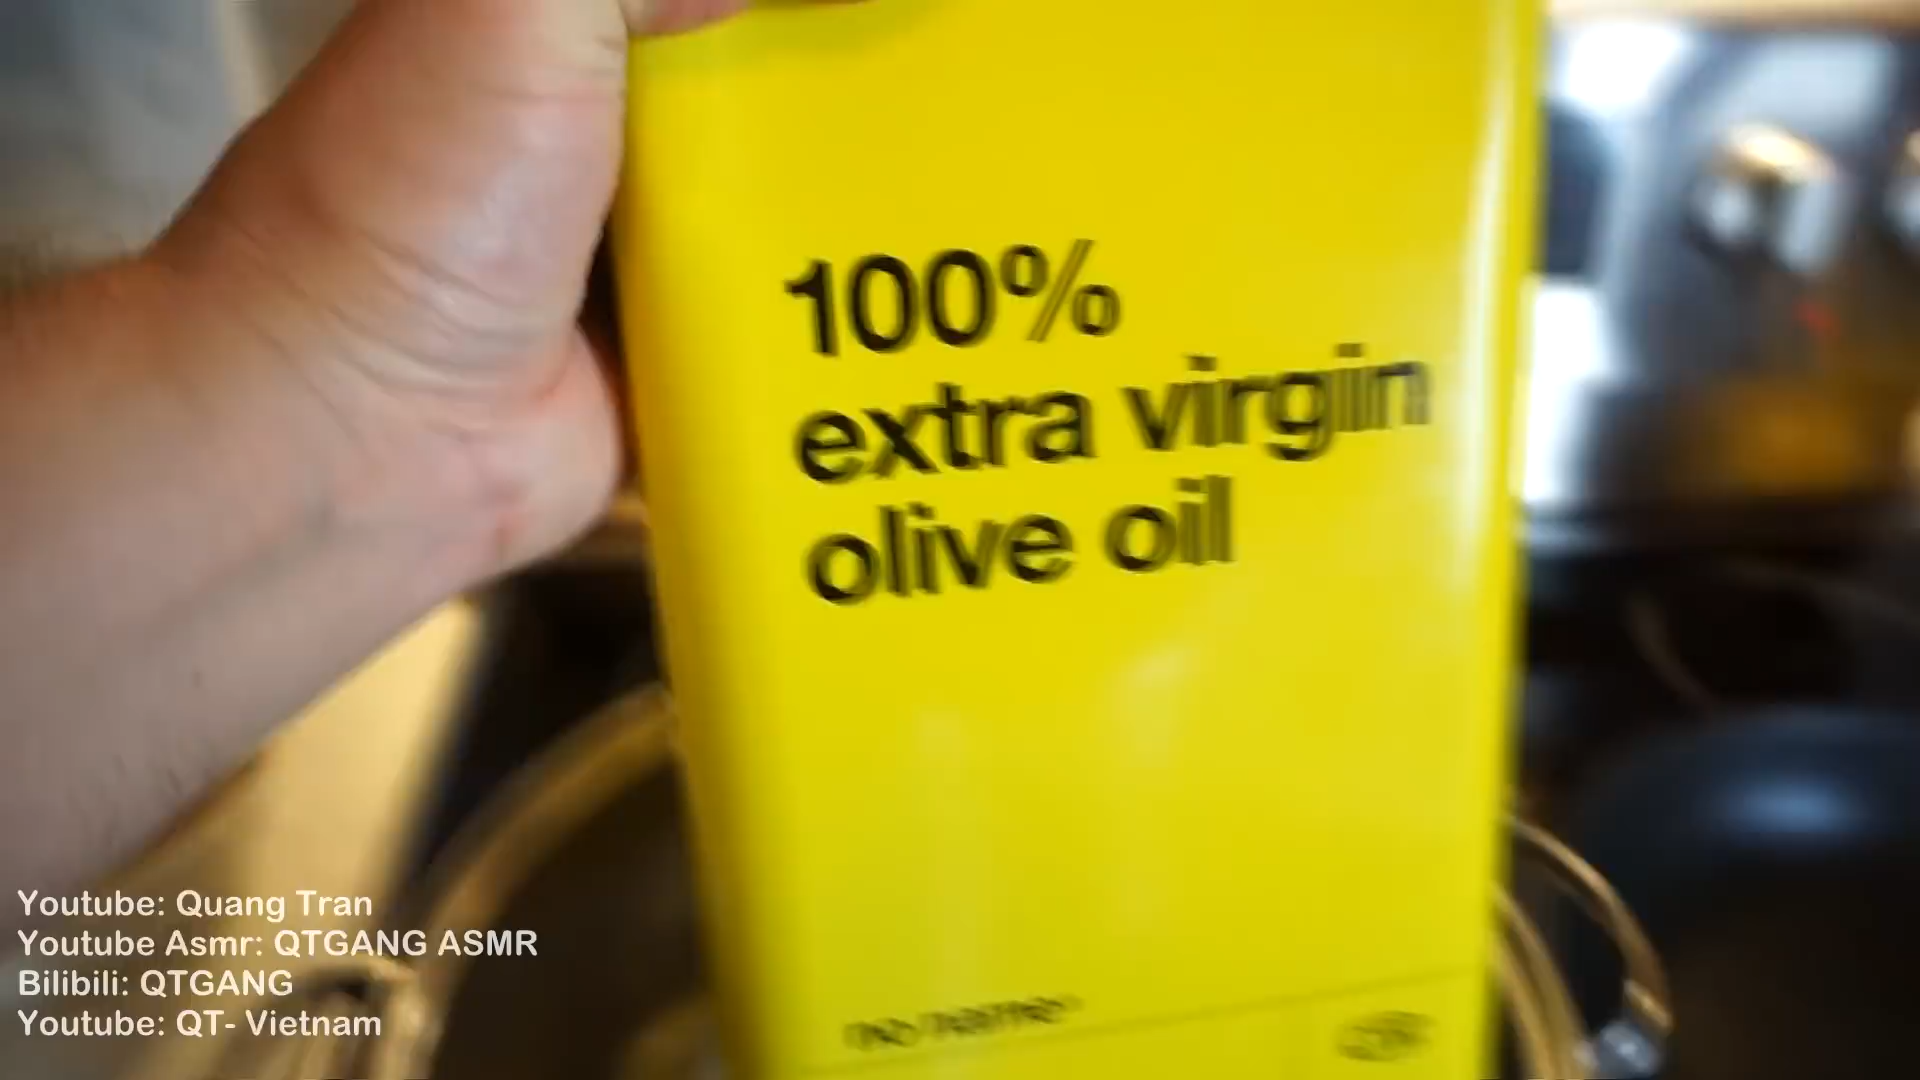 100%
extra virgin
olive oil
Youtube: Quang Tran
Youtube Asmr: QTGANG ASMR
Bilibili: QTGANG
Youtube: QT- Vietnam